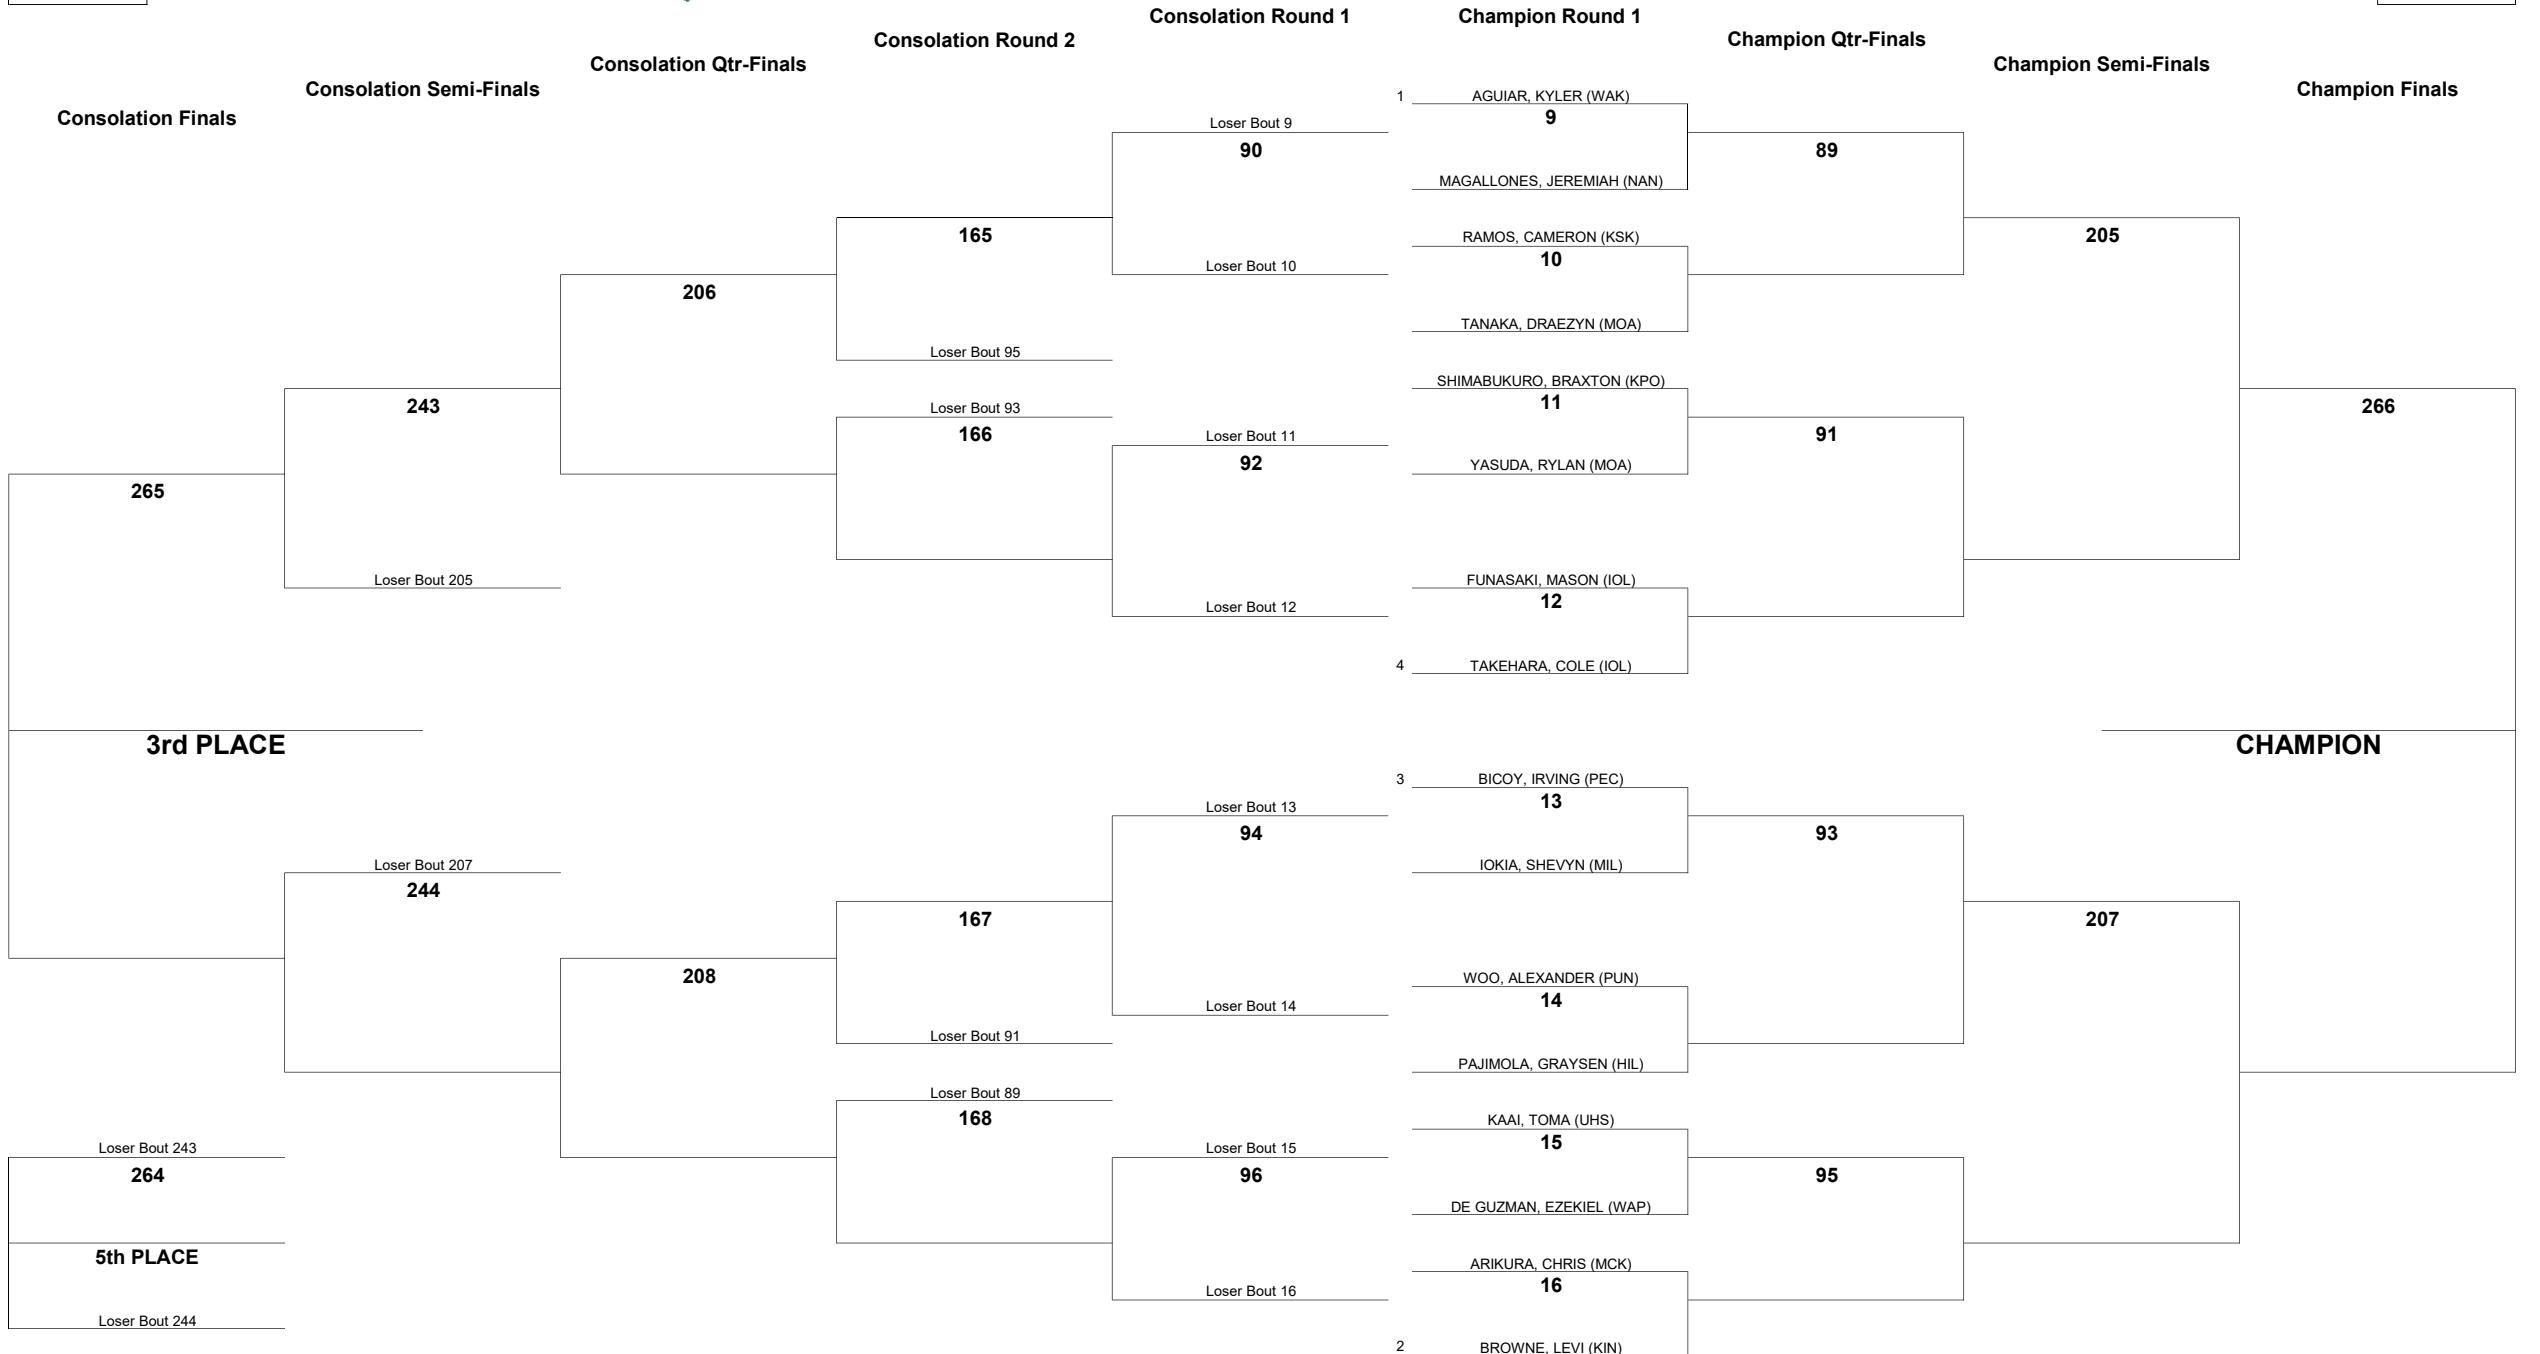 Consolation Round 1
Champion Round 1
Consolation Round 2
Champion Qtr-Finals
Consolation Qtr-Finals
Champion Semi-Finals
Consolation Semi-Finals
Champion Finals
Consolation Finals
1 AGUIAR, KYLER (WAK)
9
Loser Bout 9
90
89
MAGALLONES, JEREMIAH (NAN)
165
RAMOS, CAMERON (KSK)
205
10
Loser Bout 10
206
TANAKA, DRAEZYN (MOA)
Loser Bout 95
SHIMABUKURO, BRAXTON (KPO)
243
Loser Bout 93
11
266
166
Loser Bout 11
91
92
YASUDA, RYLAN (MOA)
265
Loser Bout 205
FUNASAKI, MASON (IOL)
12
Loser Bout 12
4 TAKEHARA, COLE (IOL)
3rd PLACE
CHAMPION
3 BICOY, IRVING (PEC)
13
Loser Bout 13
94
93
Loser Bout 207
IOKIA, SHEVYN (MIL)
244
167
207
208
WOO, ALEXANDER (PUN)
14
Loser Bout 14
Loser Bout 91
PAJIMOLA, GRAYSEN (HIL)
Loser Bout 89
168
KAAI, TOMA (UHS)
15
Loser Bout 243
Loser Bout 15
264
96
95
DE GUZMAN, EZEKIEL (WAP)
5th PLACE
ARIKURA, CHRIS (MCK)
16
Loser Bout 16
Loser Bout 244
2 BROWNE, LEVI (KIN)